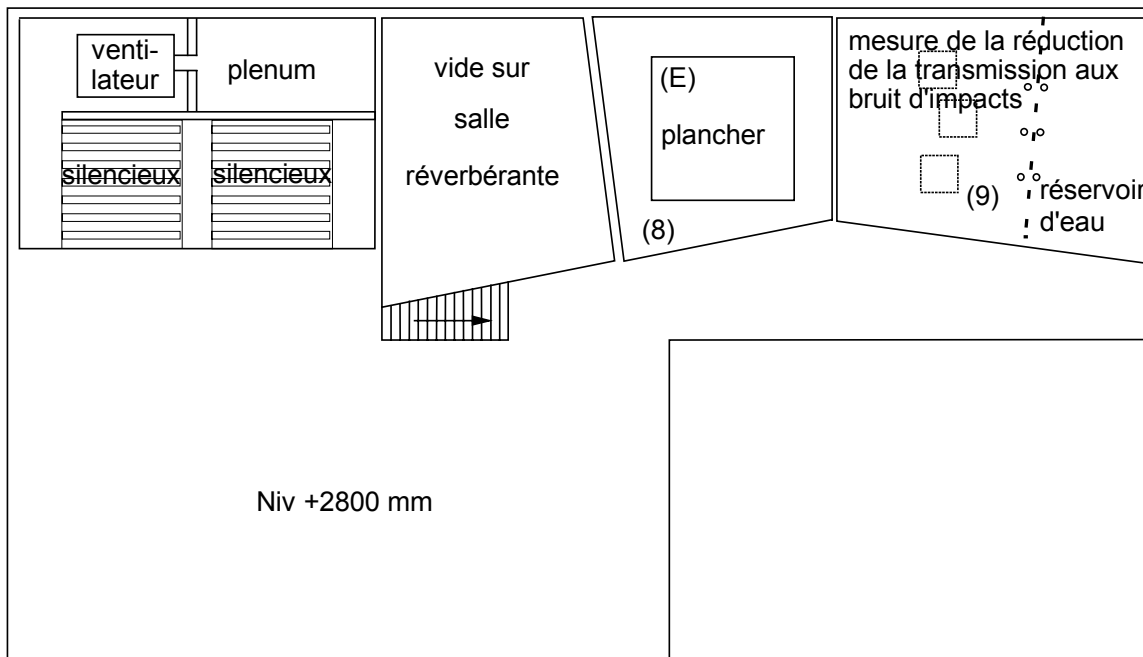 venti-
lateur
plenum
silencieux
silencieux
vide sur
salle
réverbérante
(E)
plancher
(8)
mesure de la réduction
de la transmission aux
bruit d'impacts
(9)
réservoir
d'eau
Niv +2800 mm